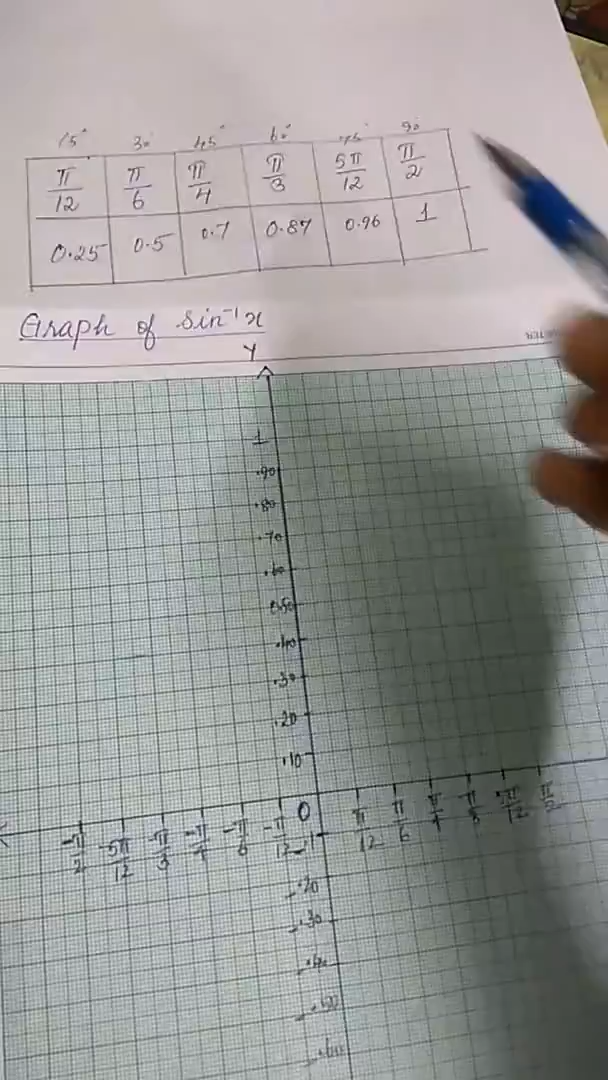 15° 30° 45° 60° 75° 90°
π/12 π/6 π/4 π/3 5π/12 π/2
0.25 0.5 0.7 0.87 0.96 1
Graph of sin⁻¹x
Y
1
.90
.80
.70
.60
0.50
.40
.30
.20
.10
O
-π/2 -5π/12 -π/3 -π/4 -π/6 -π/12 π/12 π/6 π/4 π/3 5π/12 π/2
-.1
-.20
-.30
-.40
-.50
-.60